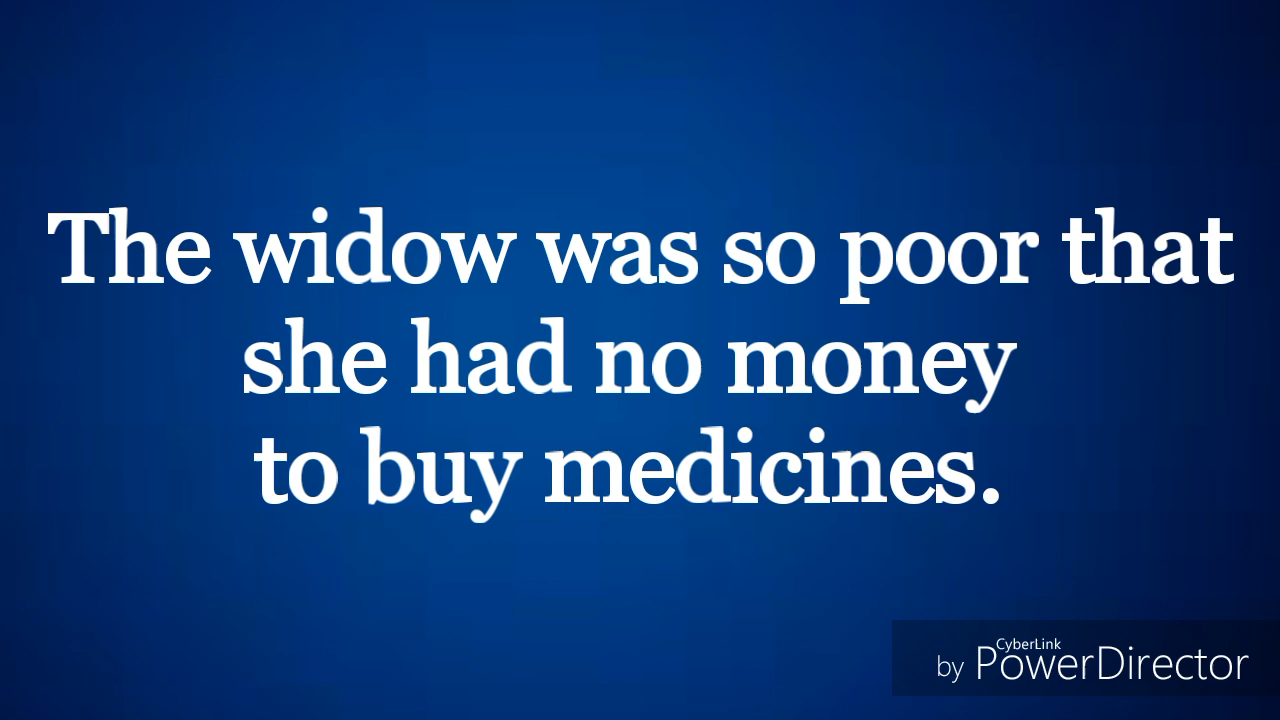 The widow was so poor that
she had no money
to buy medicines.
CyberLink
by PowerDirector